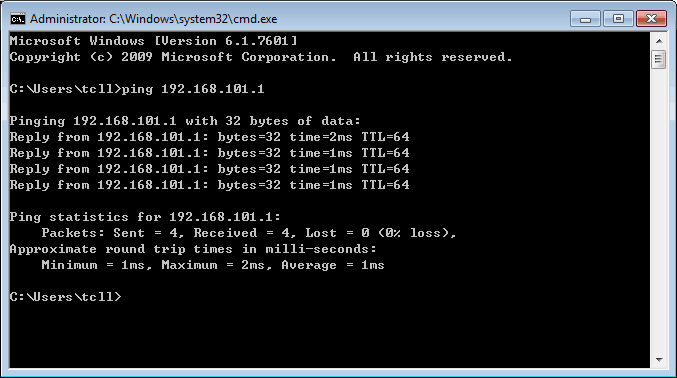 Administrator: C:\Windows\system32\cmd.exe
Microsoft Windows [Version 6.1.7601]
Copyright (c) 2009 Microsoft Corporation.  All rights reserved.
C:\Users\tcll>ping 192.168.101.1
Pinging 192.168.101.1 with 32 bytes of data:
Reply from 192.168.101.1: bytes=32 time=2ms TTL=64
Reply from 192.168.101.1: bytes=32 time=1ms TTL=64
Reply from 192.168.101.1: bytes=32 time=1ms TTL=64
Reply from 192.168.101.1: bytes=32 time=1ms TTL=64
Ping statistics for 192.168.101.1:
    Packets: Sent = 4, Received = 4, Lost = 0 (0% loss),
Approximate round trip times in milli-seconds:
    Minimum = 1ms, Maximum = 2ms, Average = 1ms
C:\Users\tcll>